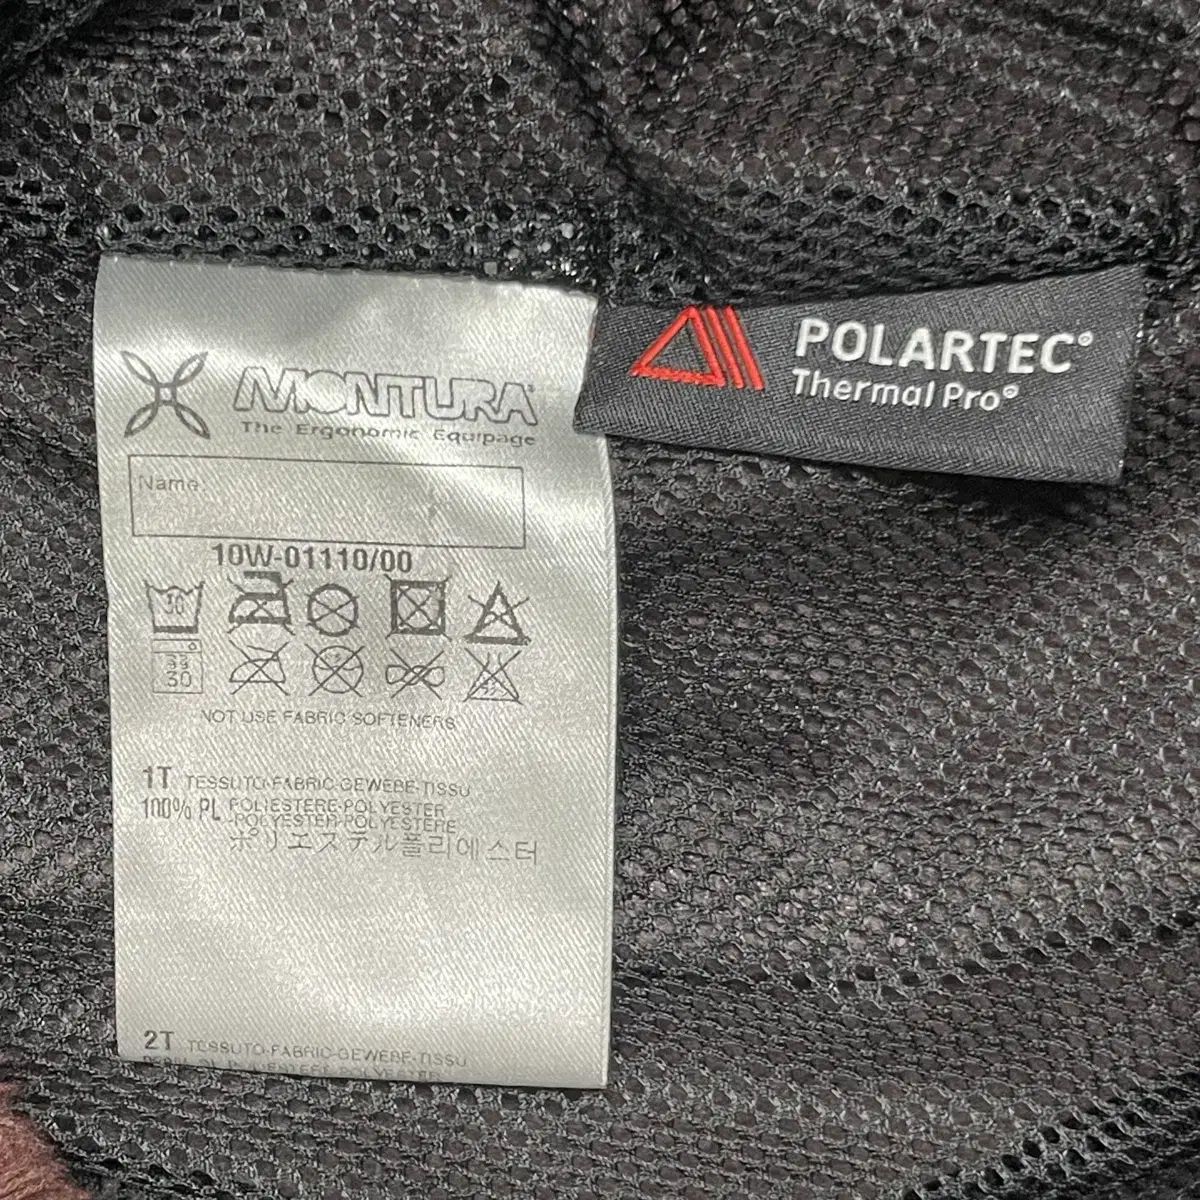 MONTURA
The Ergonomic Equipage
POLARTEC®
Thermal Pro®
Name:
10W-01110/00
30
30
NOT USE FABRIC SOFTENERS
1T TESSUTO-FABRIC-GEWEBE-TISSU
100% PL POLIESTERE-POLYESTER
-POLYESTER-POLYESTERE
ポリエステル폴리에스터
2T TESSUTO-FABRIC-GEWEBE-TISSU